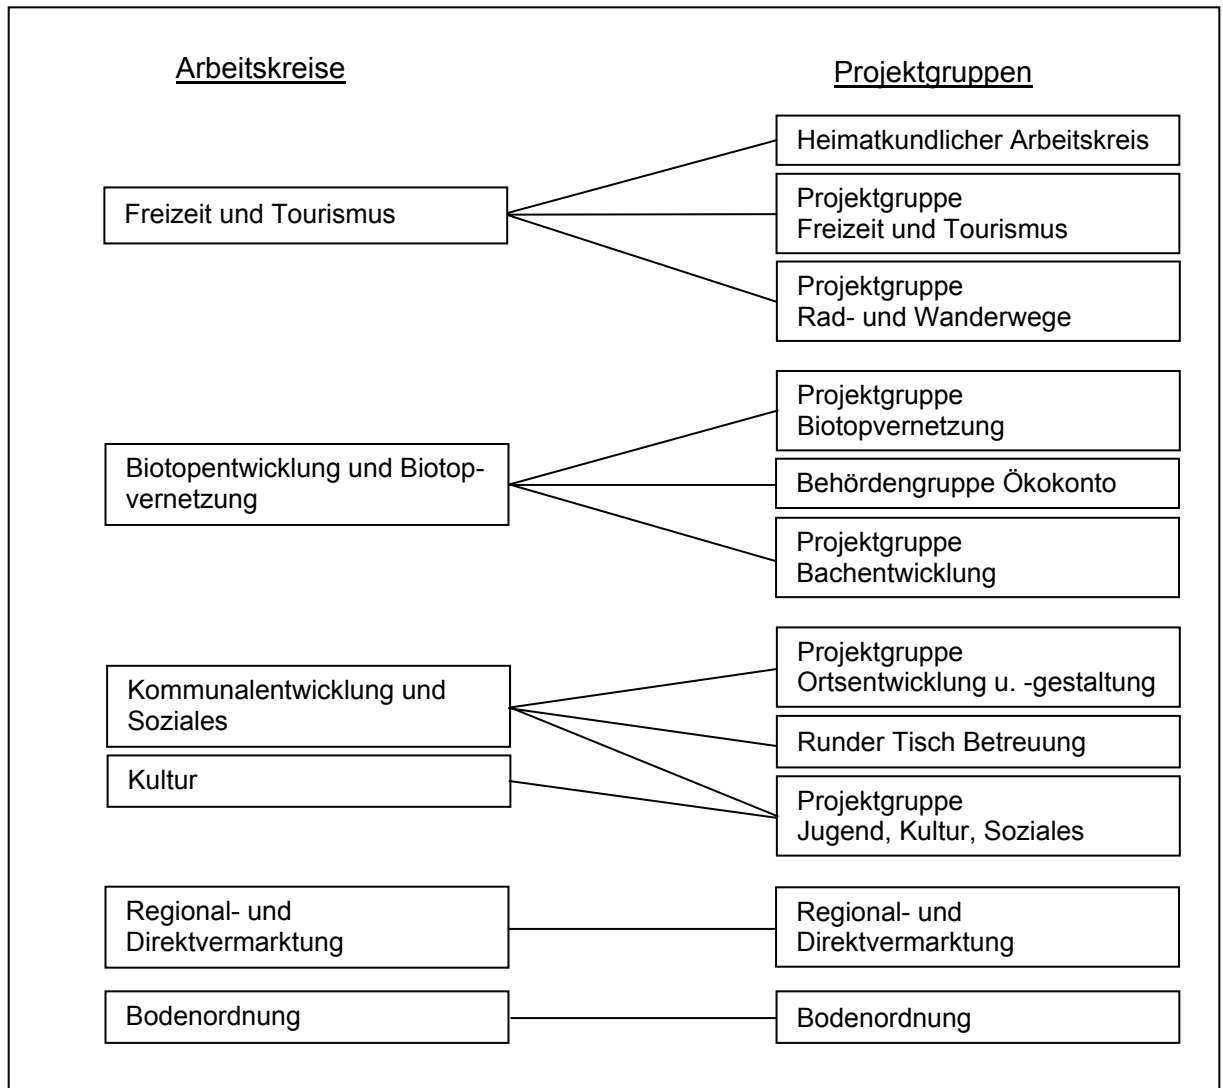 Arbeitskreise
Projektgruppen
Freizeit und Tourismus
Heimatkundlicher Arbeitskreis
Projektgruppe
Freizeit und Tourismus
Projektgruppe
Rad- und Wanderwege
Biotopentwicklung und Biotop-
vernetzung
Projektgruppe
Biotopvernetzung
Behördengruppe Ökokonto
Projektgruppe
Bachentwicklung
Kommunalentwicklung und
Soziales
Kultur
Projektgruppe
Ortsentwicklung u. -gestaltung
Runder Tisch Betreuung
Projektgruppe
Jugend, Kultur, Soziales
Regional- und
Direktvermarktung
Regional- und
Direktvermarktung
Bodenordnung
Bodenordnung